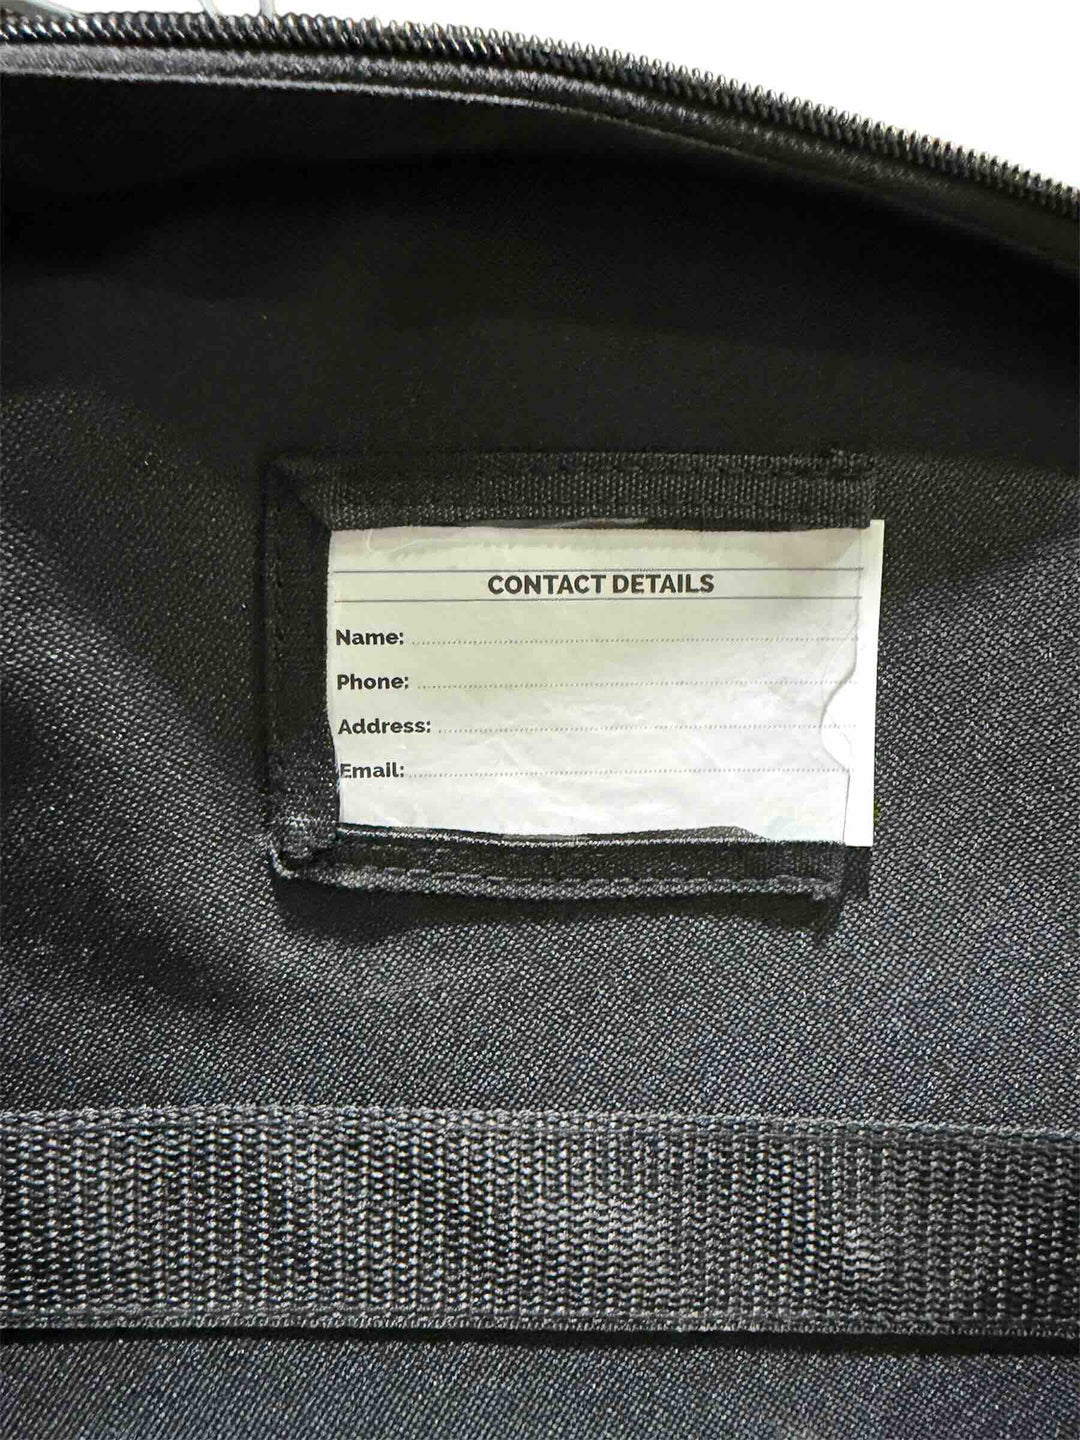 CONTACT DETAILS
Name:
Phone:
Address:
Email: